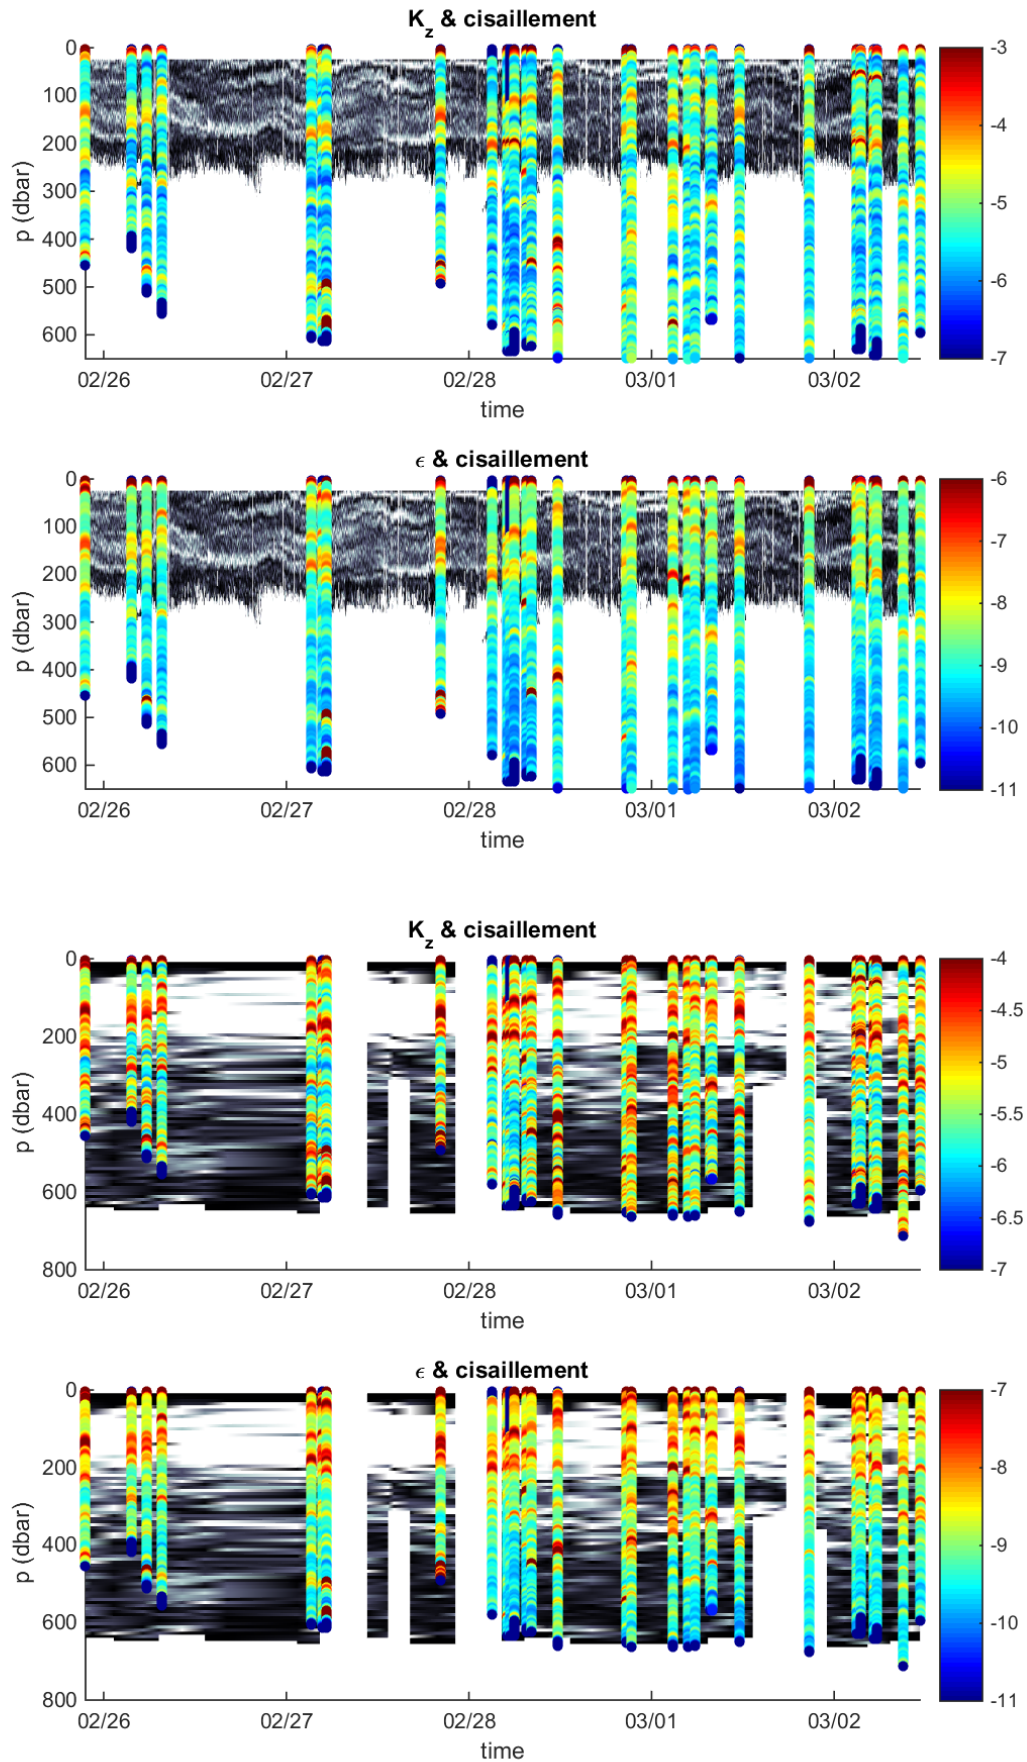 K_z & cisaillement
0
100
200
300
400
500
600
p (dbar)
02/26 02/27 02/28 03/01 03/02
time
-3
-4
-5
-6
-7
ϵ & cisaillement
0
100
200
300
400
500
600
p (dbar)
02/26 02/27 02/28 03/01 03/02
time
-6
-7
-8
-9
-10
-11
K_z & cisaillement
0
200
400
600
800
p (dbar)
02/26 02/27 02/28 03/01 03/02
time
-4
-4.5
-5
-5.5
-6
-6.5
-7
ϵ & cisaillement
0
200
400
600
800
p (dbar)
02/26 02/27 02/28 03/01 03/02
time
-7
-8
-9
-10
-11